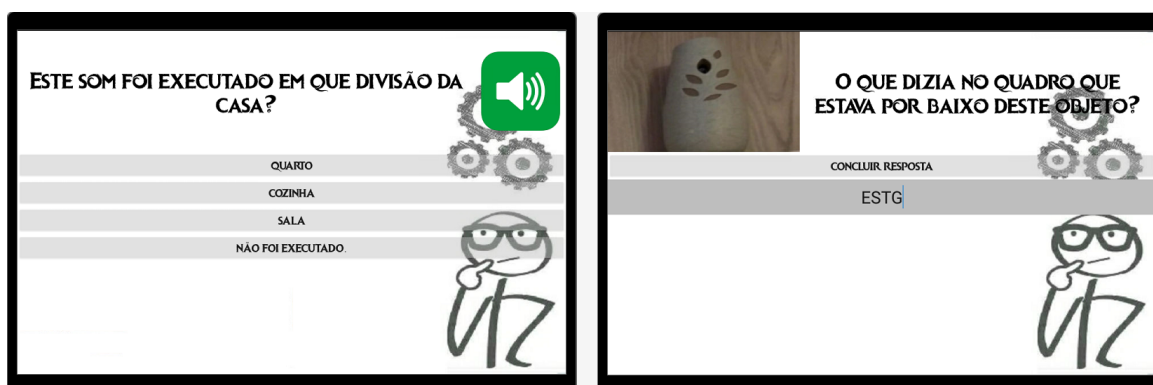 ESTE SOM FOI EXECUTADO EM QUE DIVISÃO DA
CASA?
QUARTO
COZINHA
SALA
NÃO FOI EXECUTADO.
O QUE DIZIA NO QUADRO QUE
ESTAVA POR BAIXO DESTE OBJETO?
CONCLUIR RESPOSTA
ESTG